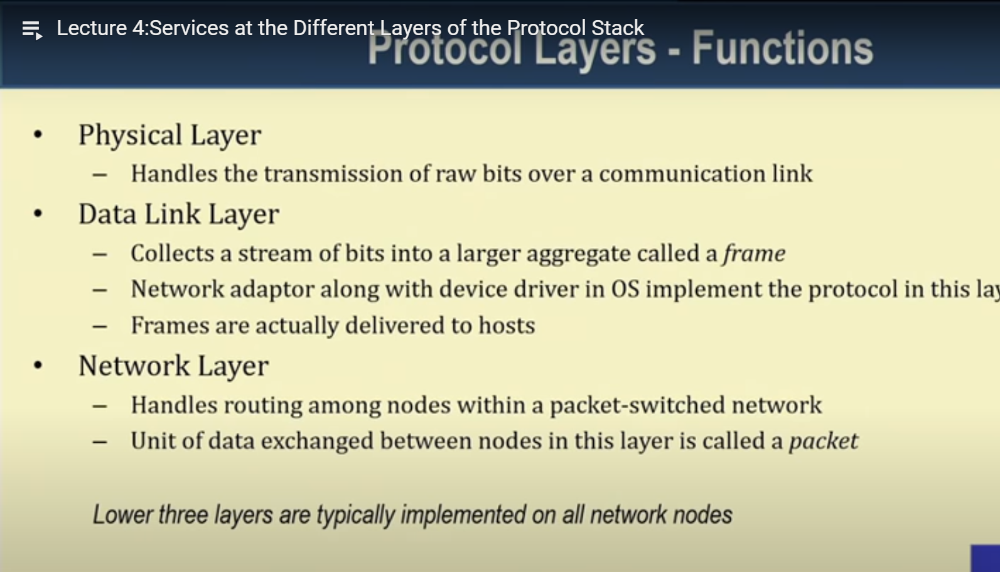 Lecture 4:Services at the Different Layers of the Protocol Stack
Protocol Layers - Functions
• Physical Layer
– Handles the transmission of raw bits over a communication link
• Data Link Layer
– Collects a stream of bits into a larger aggregate called a frame
– Network adaptor along with device driver in OS implement the protocol in this lay
– Frames are actually delivered to hosts
• Network Layer
– Handles routing among nodes within a packet-switched network
– Unit of data exchanged between nodes in this layer is called a packet
Lower three layers are typically implemented on all network nodes